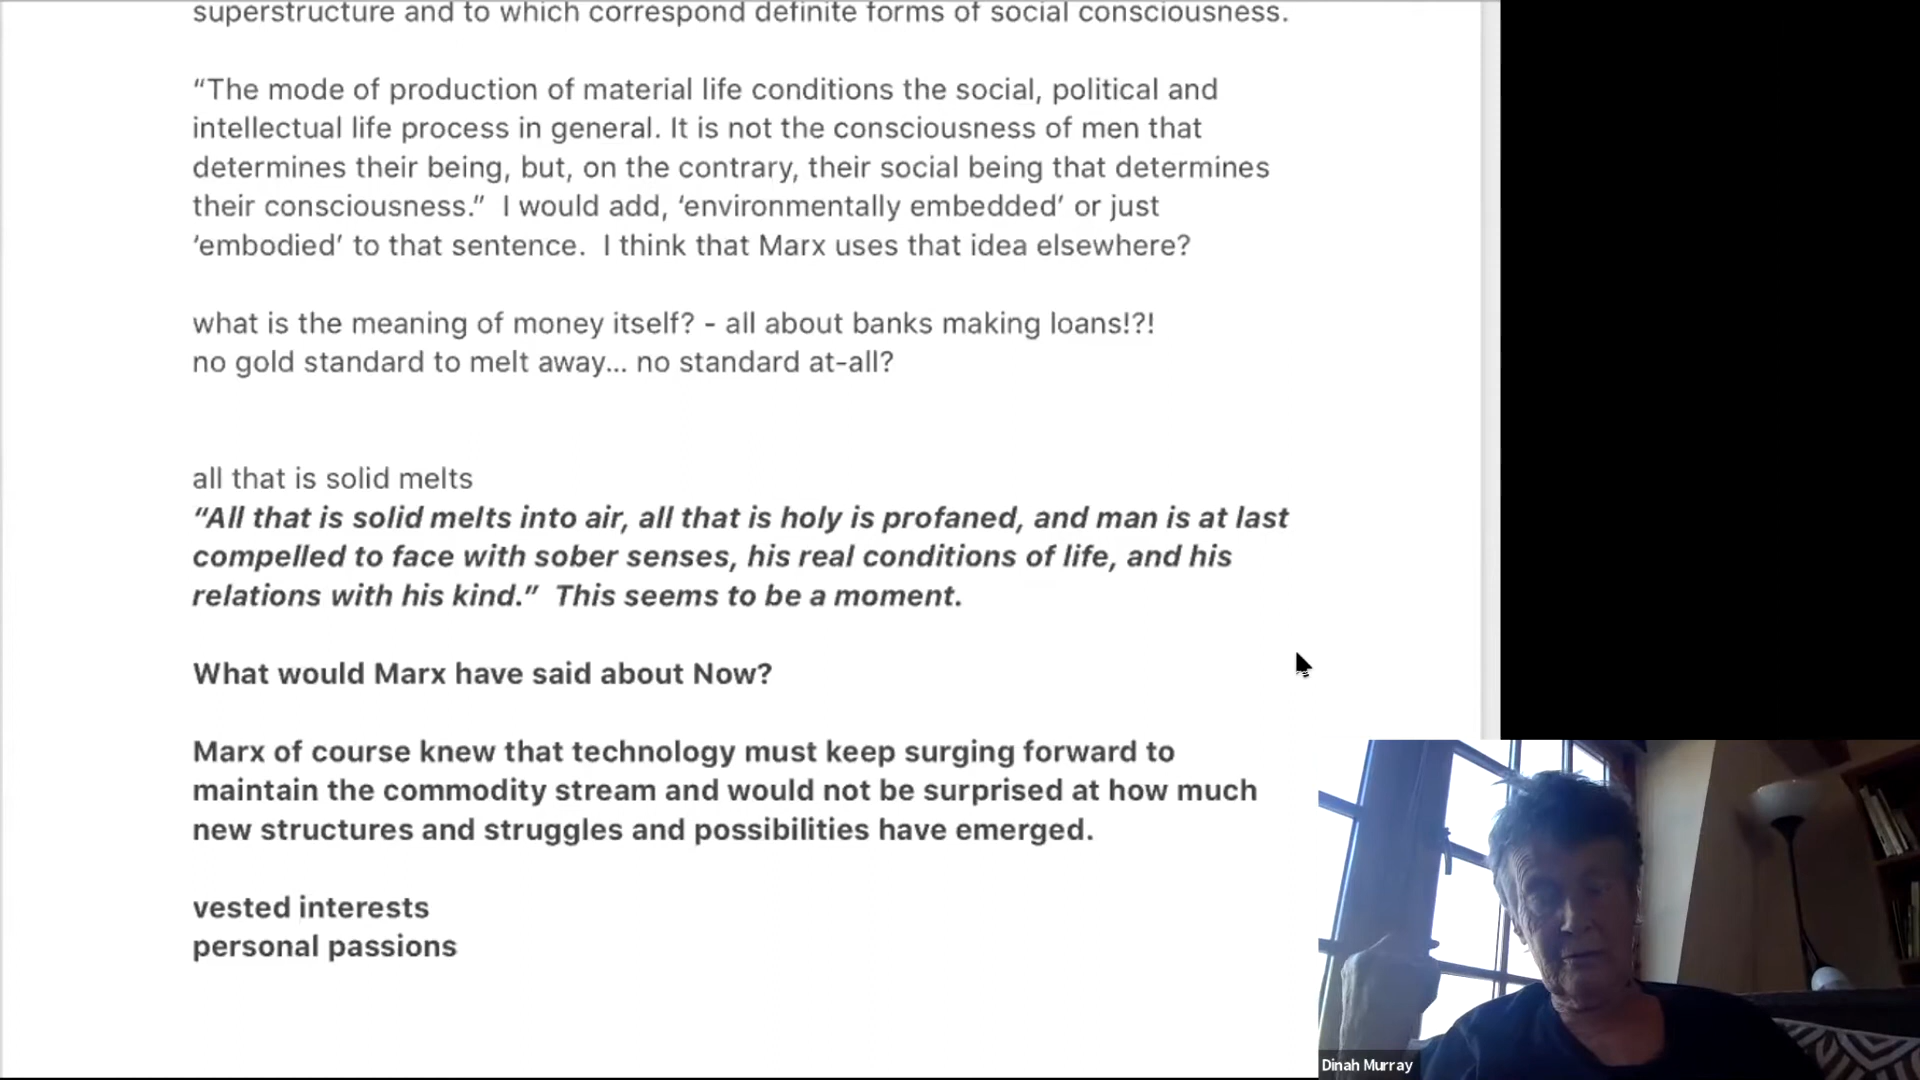 superstructure and to which correspond definite forms of social consciousness.
“The mode of production of material life conditions the social, political and
intellectual life process in general. It is not the consciousness of men that
determines their being, but, on the contrary, their social being that determines
their consciousness.”  I would add, ‘environmentally embedded’ or just
‘embodied’ to that sentence.  I think that Marx uses that idea elsewhere?
what is the meaning of money itself? - all about banks making loans!?!
no gold standard to melt away... no standard at-all?
all that is solid melts
“All that is solid melts into air, all that is holy is profaned, and man is at last
compelled to face with sober senses, his real conditions of life, and his
relations with his kind.”  This seems to be a moment.
What would Marx have said about Now?
Marx of course knew that technology must keep surging forward to
maintain the commodity stream and would not be surprised at how much
new structures and struggles and possibilities have emerged.
vested interests
personal passions
Dinah Murray